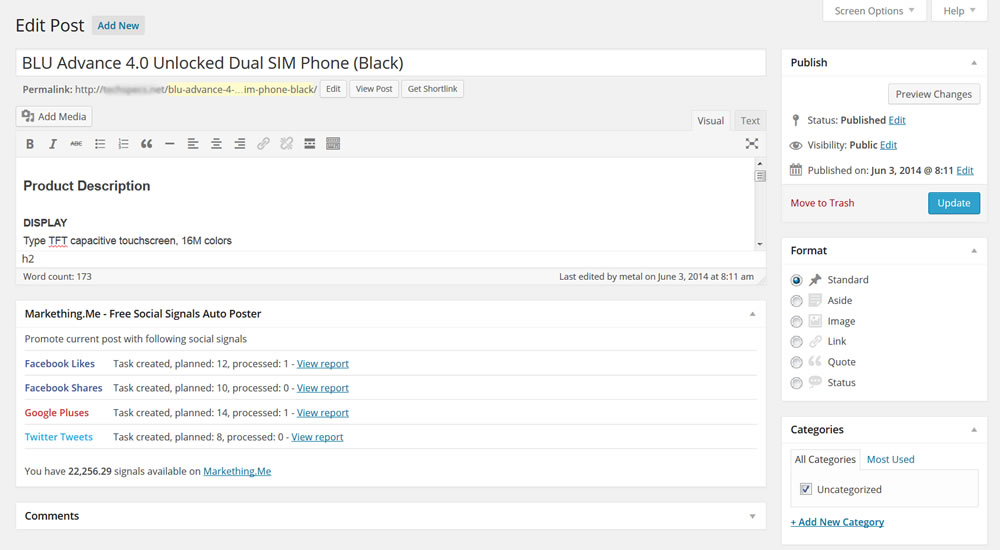 Screen Options Help
Edit Post Add New
BLU Advance 4.0 Unlocked Dual SIM Phone (Black)
Permalink: http:// /blu-advance-4-...im-phone-black/ Edit View Post Get Shortlink
Add Media
Visual Text
B I ABC
Product Description
DISPLAY
Type TFT capacitive touchscreen, 16M colors
h2
Word count: 173 Last edited by metal on June 3, 2014 at 8:11 am
Markething.Me - Free Social Signals Auto Poster
Promote current post with following social signals
Facebook Likes Task created, planned: 12, processed: 1 - View report
Facebook Shares Task created, planned: 10, processed: 0 - View report
Google Pluses Task created, planned: 14, processed: 1 - View report
Twitter Tweets Task created, planned: 8, processed: 0 - View report
You have 22,256.29 signals available on Markething.Me
Comments
Publish
Preview Changes
Status: Published Edit
Visibility: Public Edit
Published on: Jun 3, 2014 @ 8:11 Edit
Move to Trash Update
Format
Standard
Aside
Image
Link
Quote
Status
Categories
All Categories Most Used
Uncategorized
+ Add New Category